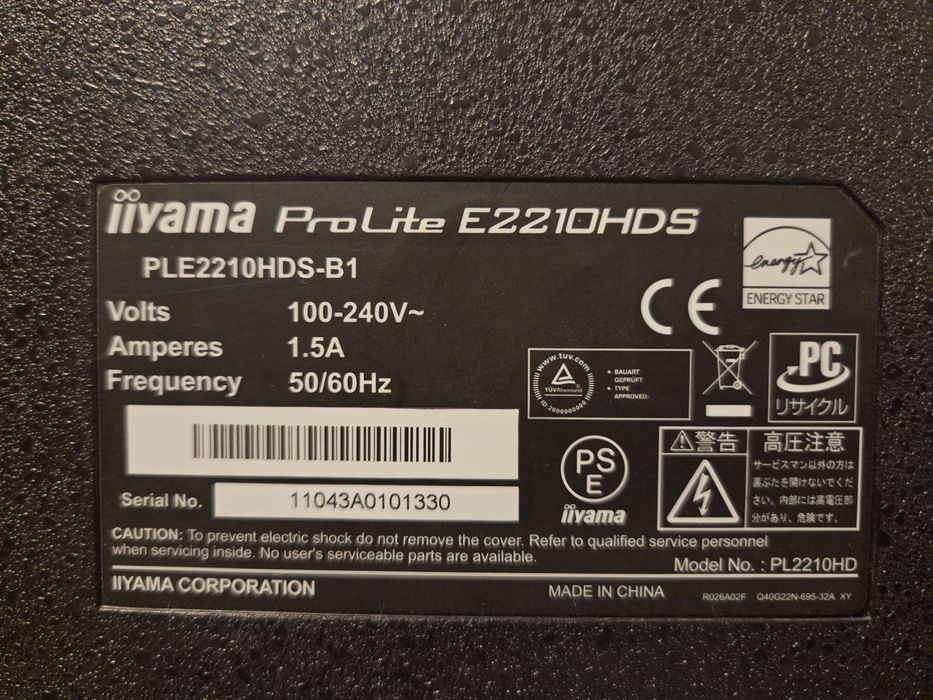 iiyama ProLite E2210HDS
PLE2210HDS-B1
energy
ENERGY STAR
Volts 100-240V~
Amperes 1.5A
Frequency 50/60Hz
CE
www.tuv.com
TÜVRheinland
ID:2000000000
• BAUART
GEPRÜFT
• TYPE
APPROVED.
PC
リサイクル
Serial No. 11043A0101330
PS
E
iiyama
警告 高圧注意
サービスマン以外の方は
裏ぶたを開けないでくだ
さい。内部には高電圧部
分があり、危険です。
CAUTION: To prevent electric shock do not remove the cover. Refer to qualified service personnel
when servicing inside. No user's serviceable parts are available.
Model No. : PL2210HD
IIYAMA CORPORATION MADE IN CHINA R026A02F Q40G22N-695-32A XY